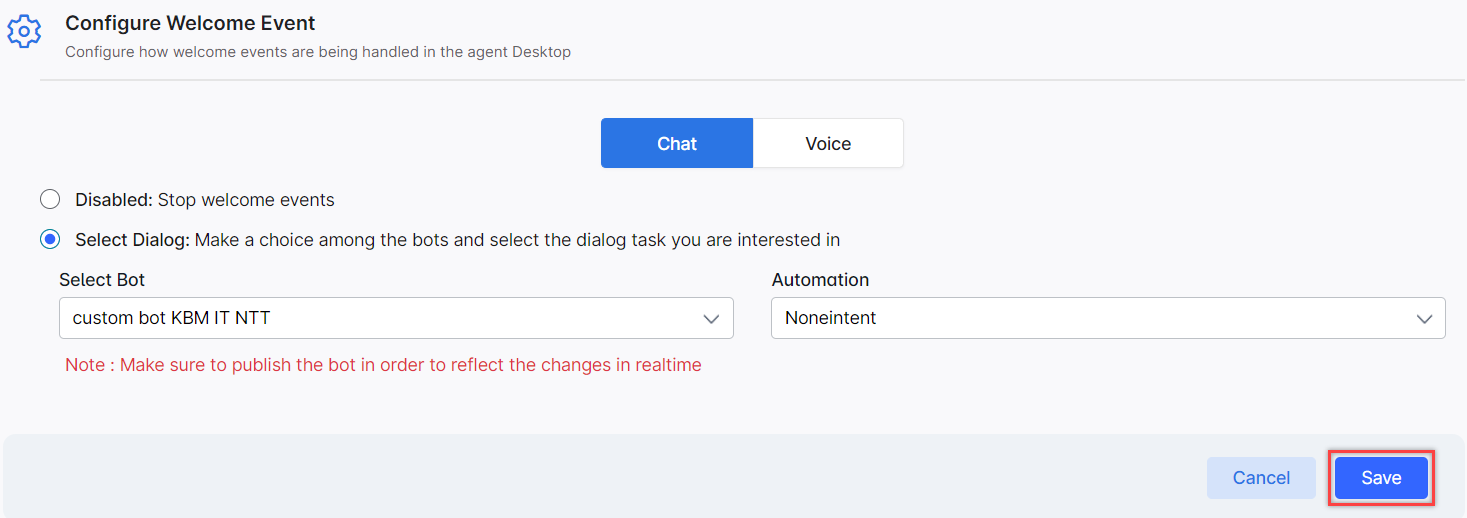 Configure Welcome Event
Configure how welcome events are being handled in the agent Desktop
Chat
Voice
Disabled: Stop welcome events
Select Dialog: Make a choice among the bots and select the dialog task you are interested in
Select Bot
Automation
custom bot KBM IT NTT
Noneintent
Note : Make sure to publish the bot in order to reflect the changes in realtime
Cancel
Save